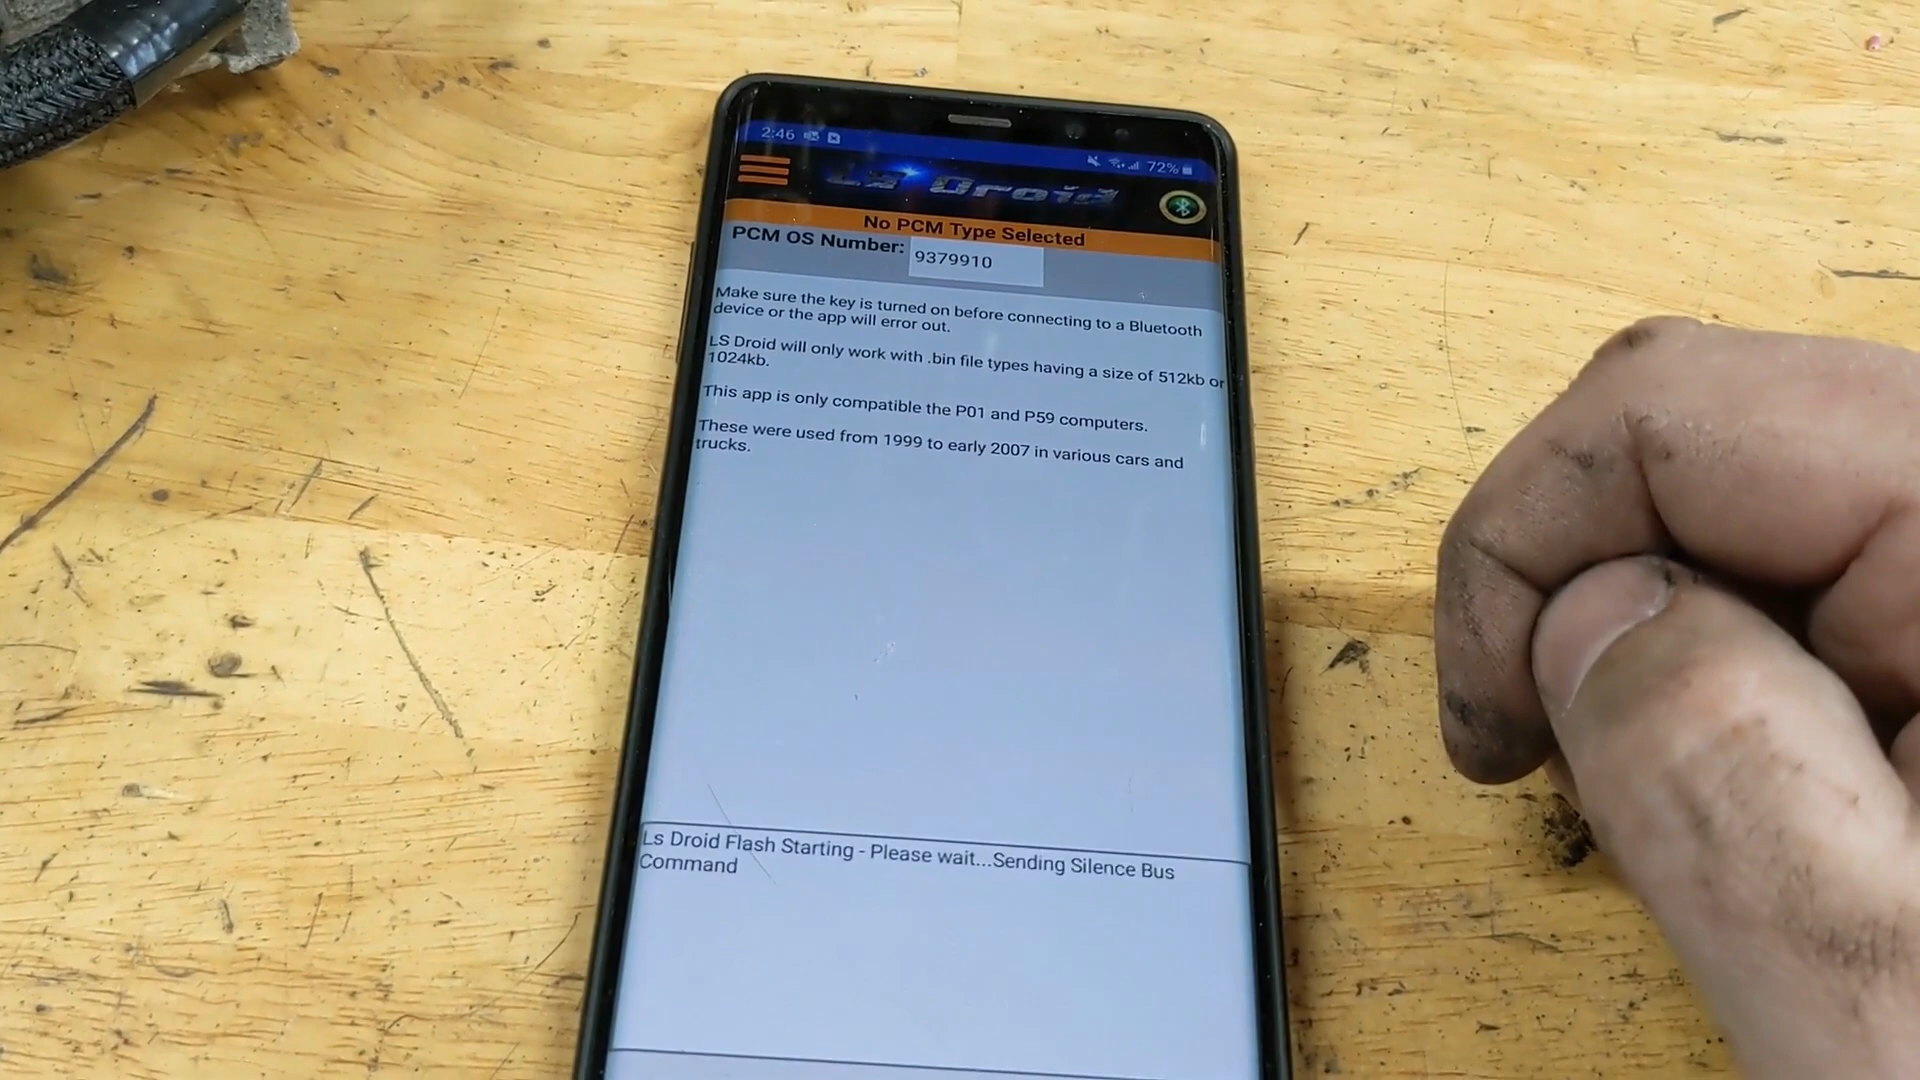 2:46
72%
Ls Droid
No PCM Type Selected
PCM OS Number:
9379910
Make sure the key is turned on before connecting to a Bluetooth
device or the app will error out.
LS Droid will only work with .bin file types having a size of 512kb or
1024kb.
This app is only compatible the P01 and P59 computers.
These were used from 1999 to early 2007 in various cars and
trucks.
Ls Droid Flash Starting - Please wait...Sending Silence Bus
Command